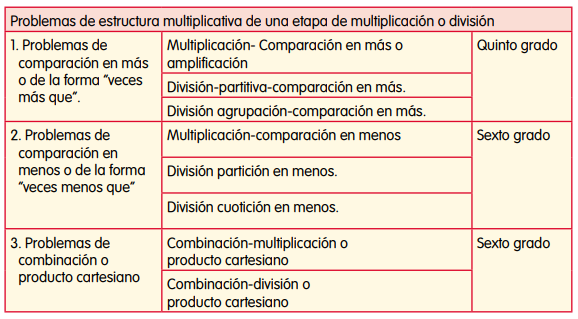 Problemas de estructura multiplicativa de una etapa de multiplicación o división
1. Problemas de
comparación en más
o de la forma “veces
más que”.
Multiplicación- Comparación en más o
amplificación
División-partitiva-comparación en más.
División agrupación-comparación en más.
Quinto grado
2. Problemas de
comparación en
menos o de la forma
“veces menos que”
Multiplicación-comparación en menos
División partición en menos.
División cuotición en menos.
Sexto grado
3. Problemas de
combinación o
producto cartesiano
Combinación-multiplicación o
producto cartesiano
Combinación-división o
producto cartesiano
Sexto grado